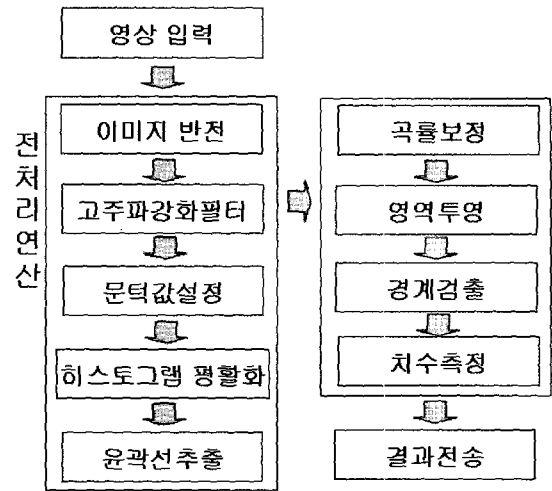 영상 입력
전처리연산
이미지 반전
고주파강화필터
문턱값설정
히스토그램 평활화
윤곽선추출
곡률보정
영역투영
경계검출
치수측정
결과전송